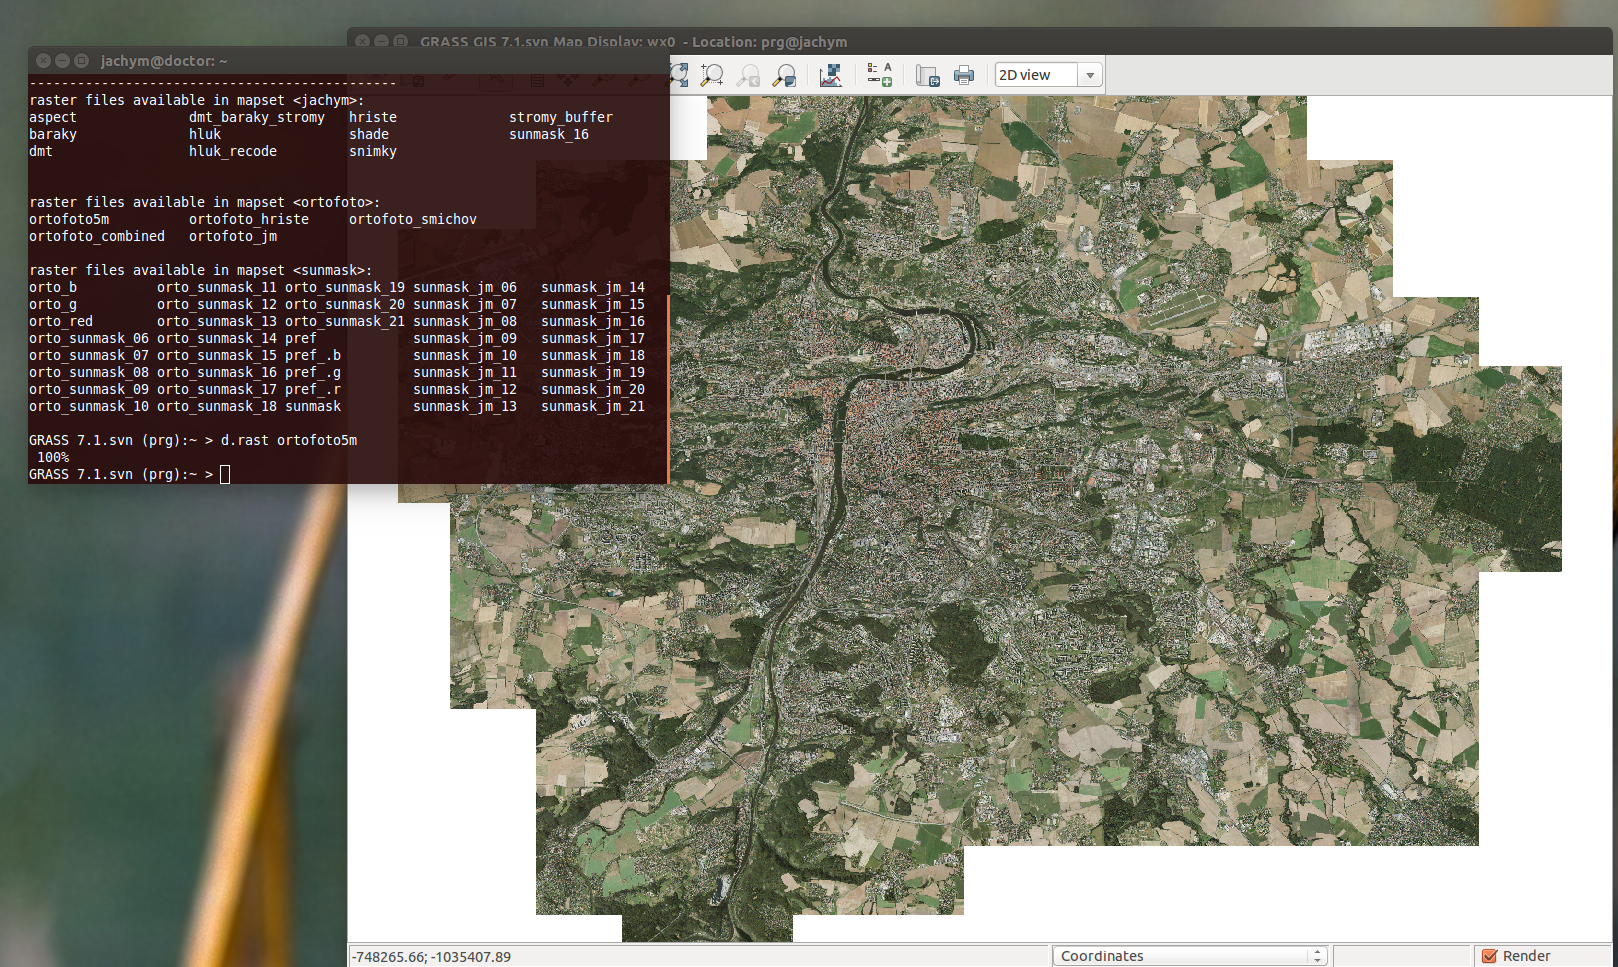 GRASS GIS 7.1.svn Map Display: wx0 - Location: prg@jachym
jachym@doctor: ~
2D view
------------------------------------------------
raster files available in mapset <jachym>:
aspect dmt_baraky_stromy hriste stromy_buffer
baraky hluk shade sunmask_16
dmt hluk_recode snimky
raster files available in mapset <ortofoto>:
ortofoto5m ortofoto_hriste ortofoto_smichov
ortofoto_combined ortofoto_jm
raster files available in mapset <sunmask>:
orto_b orto_sunmask_11 orto_sunmask_19 sunmask_jm_06 sunmask_jm_14
orto_g orto_sunmask_12 orto_sunmask_20 sunmask_jm_07 sunmask_jm_15
orto_red orto_sunmask_13 orto_sunmask_21 sunmask_jm_08 sunmask_jm_16
orto_sunmask_06 orto_sunmask_14 pref sunmask_jm_09 sunmask_jm_17
orto_sunmask_07 orto_sunmask_15 pref_.b sunmask_jm_10 sunmask_jm_18
orto_sunmask_08 orto_sunmask_16 pref_.g sunmask_jm_11 sunmask_jm_19
orto_sunmask_09 orto_sunmask_17 pref_.r sunmask_jm_12 sunmask_jm_20
orto_sunmask_10 orto_sunmask_18 sunmask sunmask_jm_13 sunmask_jm_21
GRASS 7.1.svn (prg):~ > d.rast ortofoto5m
100%
GRASS 7.1.svn (prg):~ >
-748265.66; -1035407.89
Coordinates
Render